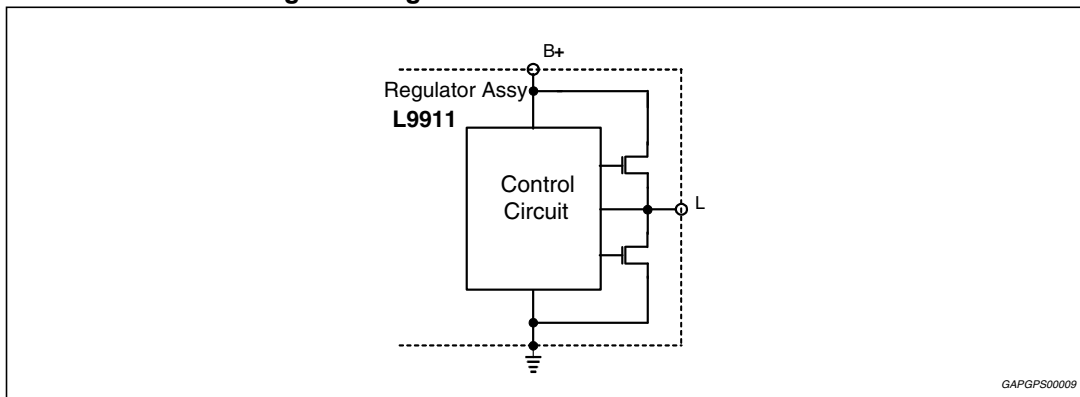 B+
Regulator Assy
L9911
Control
Circuit
L
GAPGPS00009